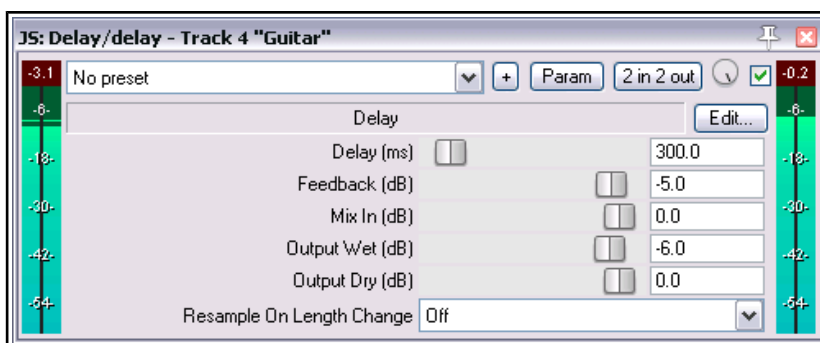 JS: Delay/delay - Track 4 "Guitar"
-3.1 No preset + Param 2 in 2 out -0.2
-6- Delay Edit... -6-
Delay (ms) 300.0
-18- -18-
Feedback (dB) -5.0
-30- Mix In (dB) 0.0 -30-
Output Wet (dB) -6.0
-42- -42-
Output Dry (dB) 0.0
-54- Resample On Length Change Off -54-